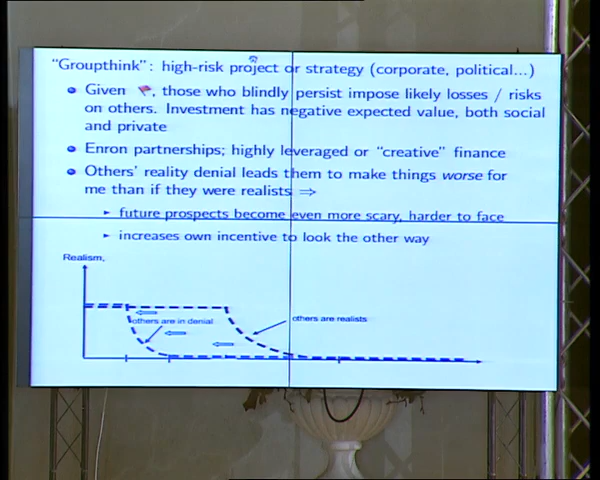 "Groupthink": high-risk project or strategy (corporate, political...)
Given , those who blindly persist impose likely losses / risks
on others. Investment has negative expected value, both social
and private
Enron partnerships; highly leveraged or "creative" finance
Others' reality denial leads them to make things worse for
me than if they were realists ⇒
future prospects become even more scary, harder to face
increases own incentive to look the other way
Realism,
others are in denial
others are realists